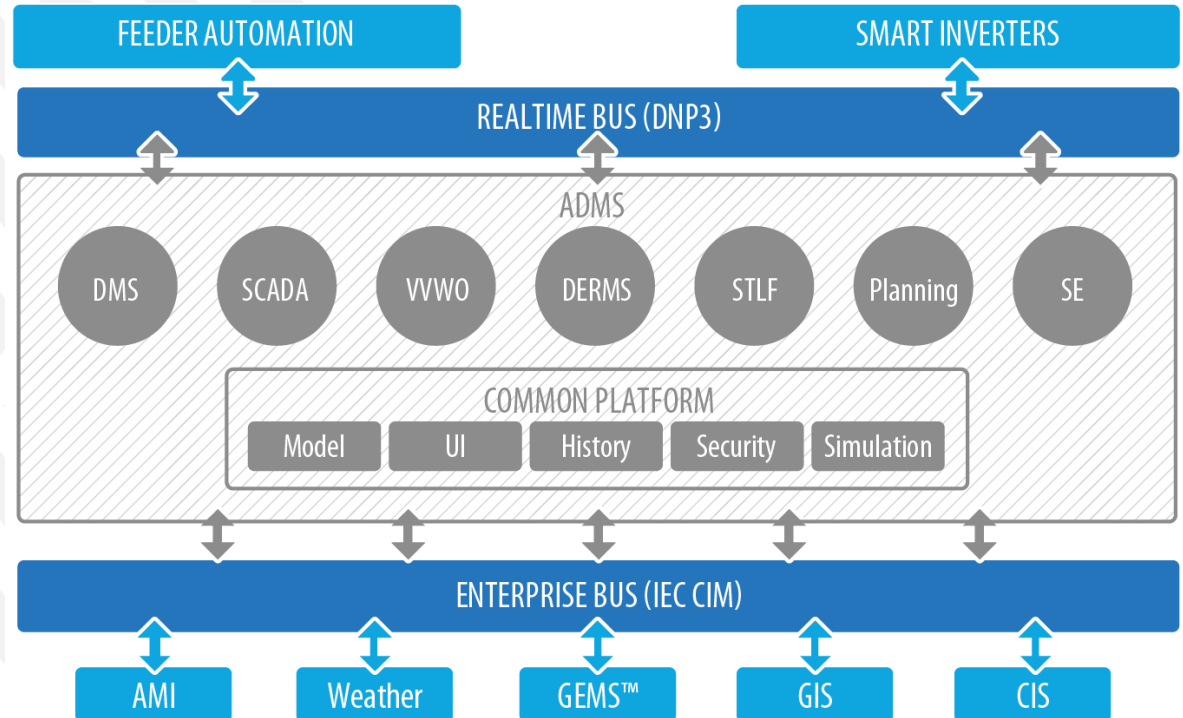 FEEDER AUTOMATION
SMART INVERTERS
REALTIME BUS (DNP3)
ADMS
DMS
SCADA
VVWO
DERMS
STLF
Planning
SE
COMMON PLATFORM
Model
UI
History
Security
Simulation
ENTERPRISE BUS (IEC CIM)
AMI
Weather
GEMS™
GIS
CIS